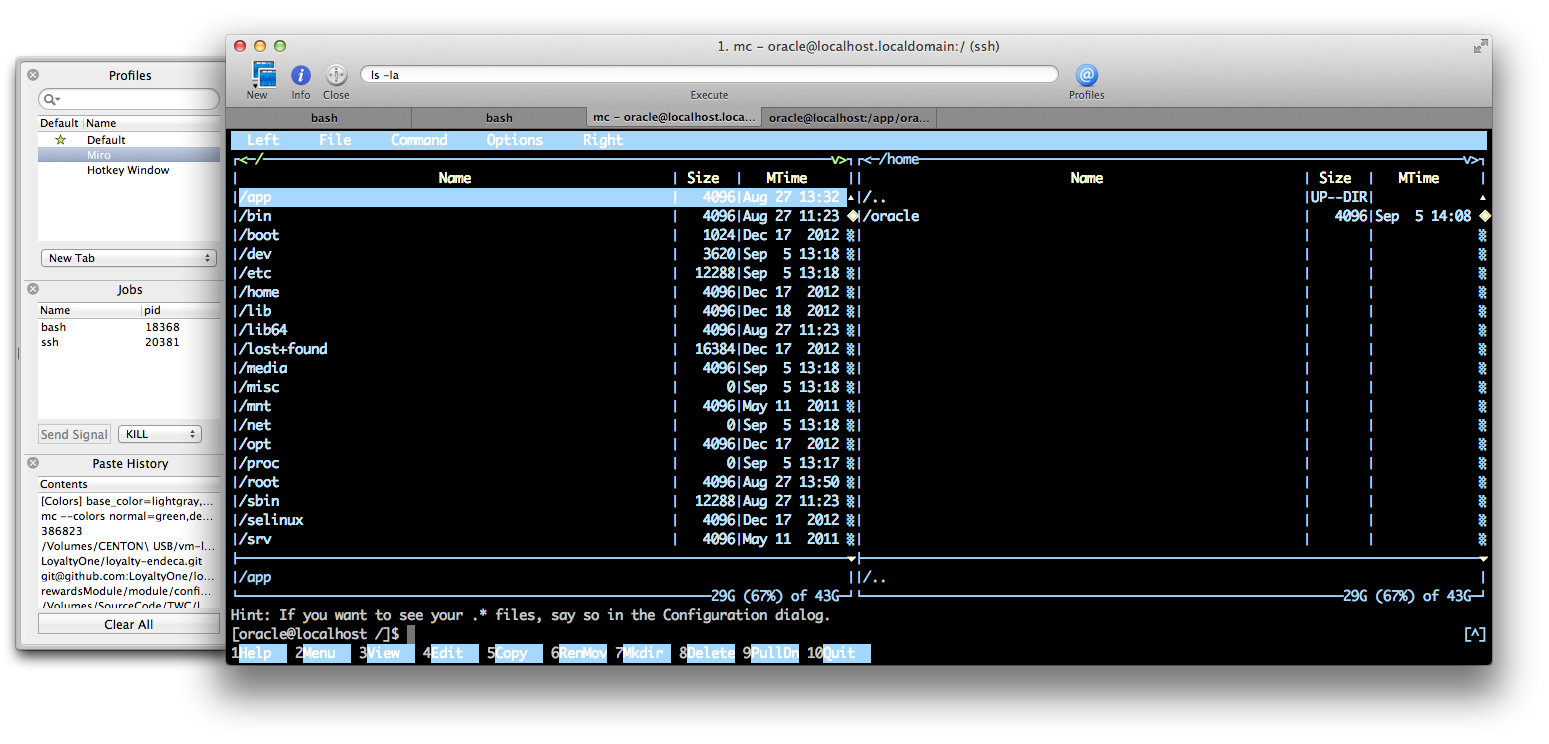 Profiles
Default Name
Default
Miro
Hotkey Window
New Tab
Jobs
Name pid
bash 18368
ssh 20381
Send Signal KILL
Paste History
Contents
[Colors] base_color=lightgray,...
mc --colors normal=green,de...
386823
/Volumes/CENTON\ USB/vm-l...
LoyaltyOne/loyalty-endeca.git
git@github.com:LoyaltyOne/lo...
rewardsModule/module/confi...
/Volumes/SourceCode/TWC/l...
Clear All
1. mc – oracle@localhost.localdomain:/ (ssh)
ls -la
New Info Close Execute Profiles
bash bash mc – oracle@localhost.loca... oracle@localhost:/app/ora...
Left File Command Options Right
<─/ v> <─/home v>
Name | Size | MTime || Name | Size | MTime |
|/app 4096|Aug 27 13:32 |/.. |UP--DIR|
|/bin 4096|Aug 27 11:23 |/oracle | 4096|Sep 5 14:08
|/boot | 1024|Dec 17 2012
|/dev | 3620|Sep 5 13:18
|/etc | 12288|Sep 5 13:18
|/home | 4096|Dec 17 2012
|/lib | 4096|Dec 18 2012
|/lib64 | 4096|Aug 27 11:23
|/lost+found | 16384|Dec 17 2012
|/media | 4096|Sep 5 13:18
|/misc | 0|Sep 5 13:18
|/mnt | 4096|May 11 2011
|/net | 0|Sep 5 13:18
|/opt | 4096|Dec 17 2012
|/proc | 0|Sep 5 13:17
|/root | 4096|Aug 27 13:50
|/sbin | 12288|Aug 27 11:23
|/selinux | 4096|Dec 17 2012
|/srv | 4096|May 11 2011
|/app ||/.. |
29G (67%) of 43G 29G (67%) of 43G
Hint: If you want to see your .* files, say so in the Configuration dialog.
[oracle@localhost /]$ [^]
1Help 2Menu 3View 4Edit 5Copy 6RenMov 7Mkdir 8Delete 9PullDn 10Quit